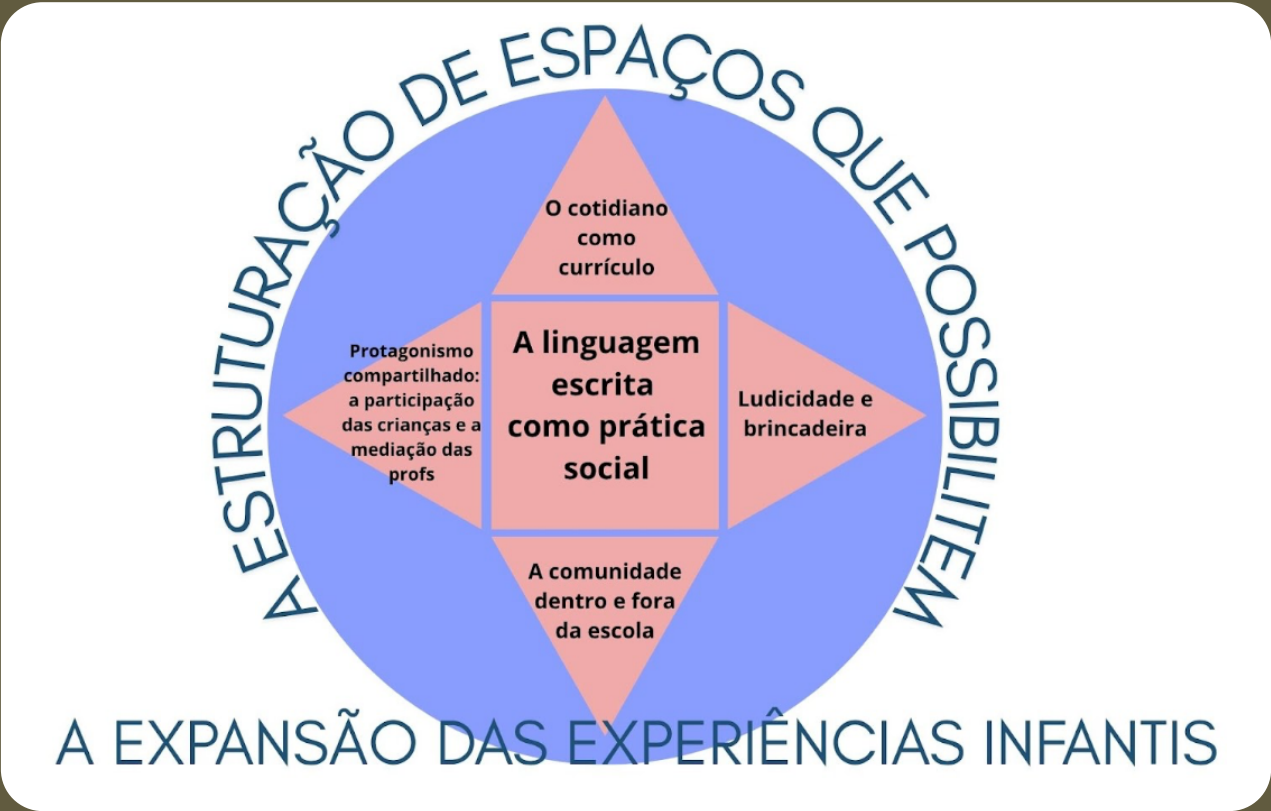 A ESTRUTURAÇÃO DE ESPAÇOS QUE POSSIBILITEM
O cotidiano
como
currículo
Protagonismo
compartilhado:
a participação
das crianças e a
mediação das
profs
A linguagem
escrita
como prática
social
Ludicidade e
brincadeira
A comunidade
dentro e fora
da escola
A EXPANSÃO DAS EXPERIÊNCIAS INFANTIS